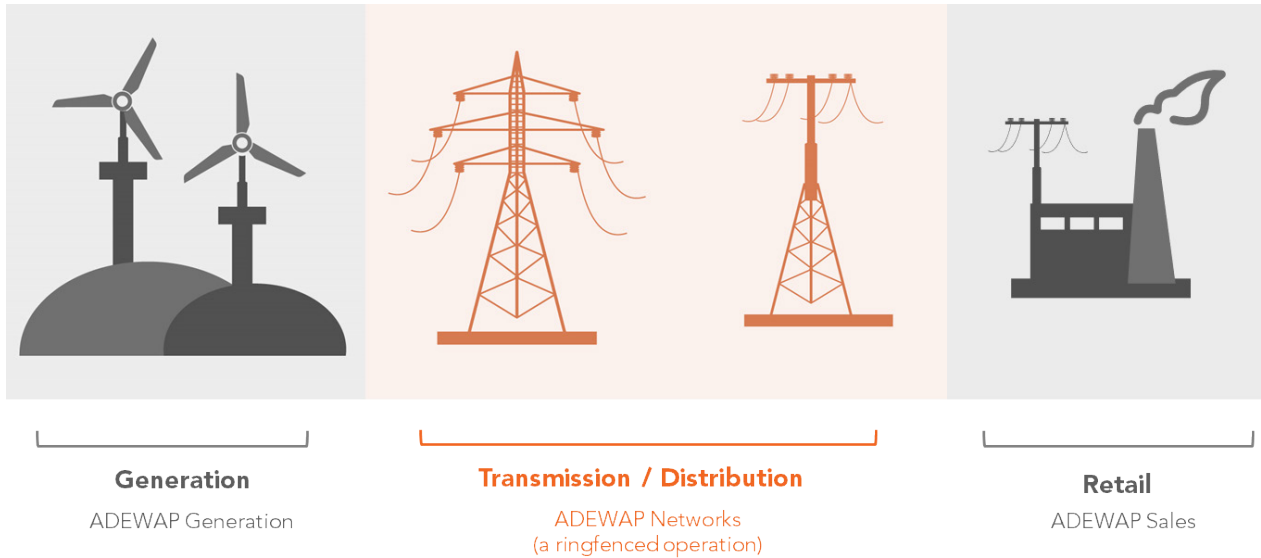 Generation
ADEWAP Generation
Transmission / Distribution
ADEWAP Networks
(a ringfenced operation)
Retail
ADEWAP Sales